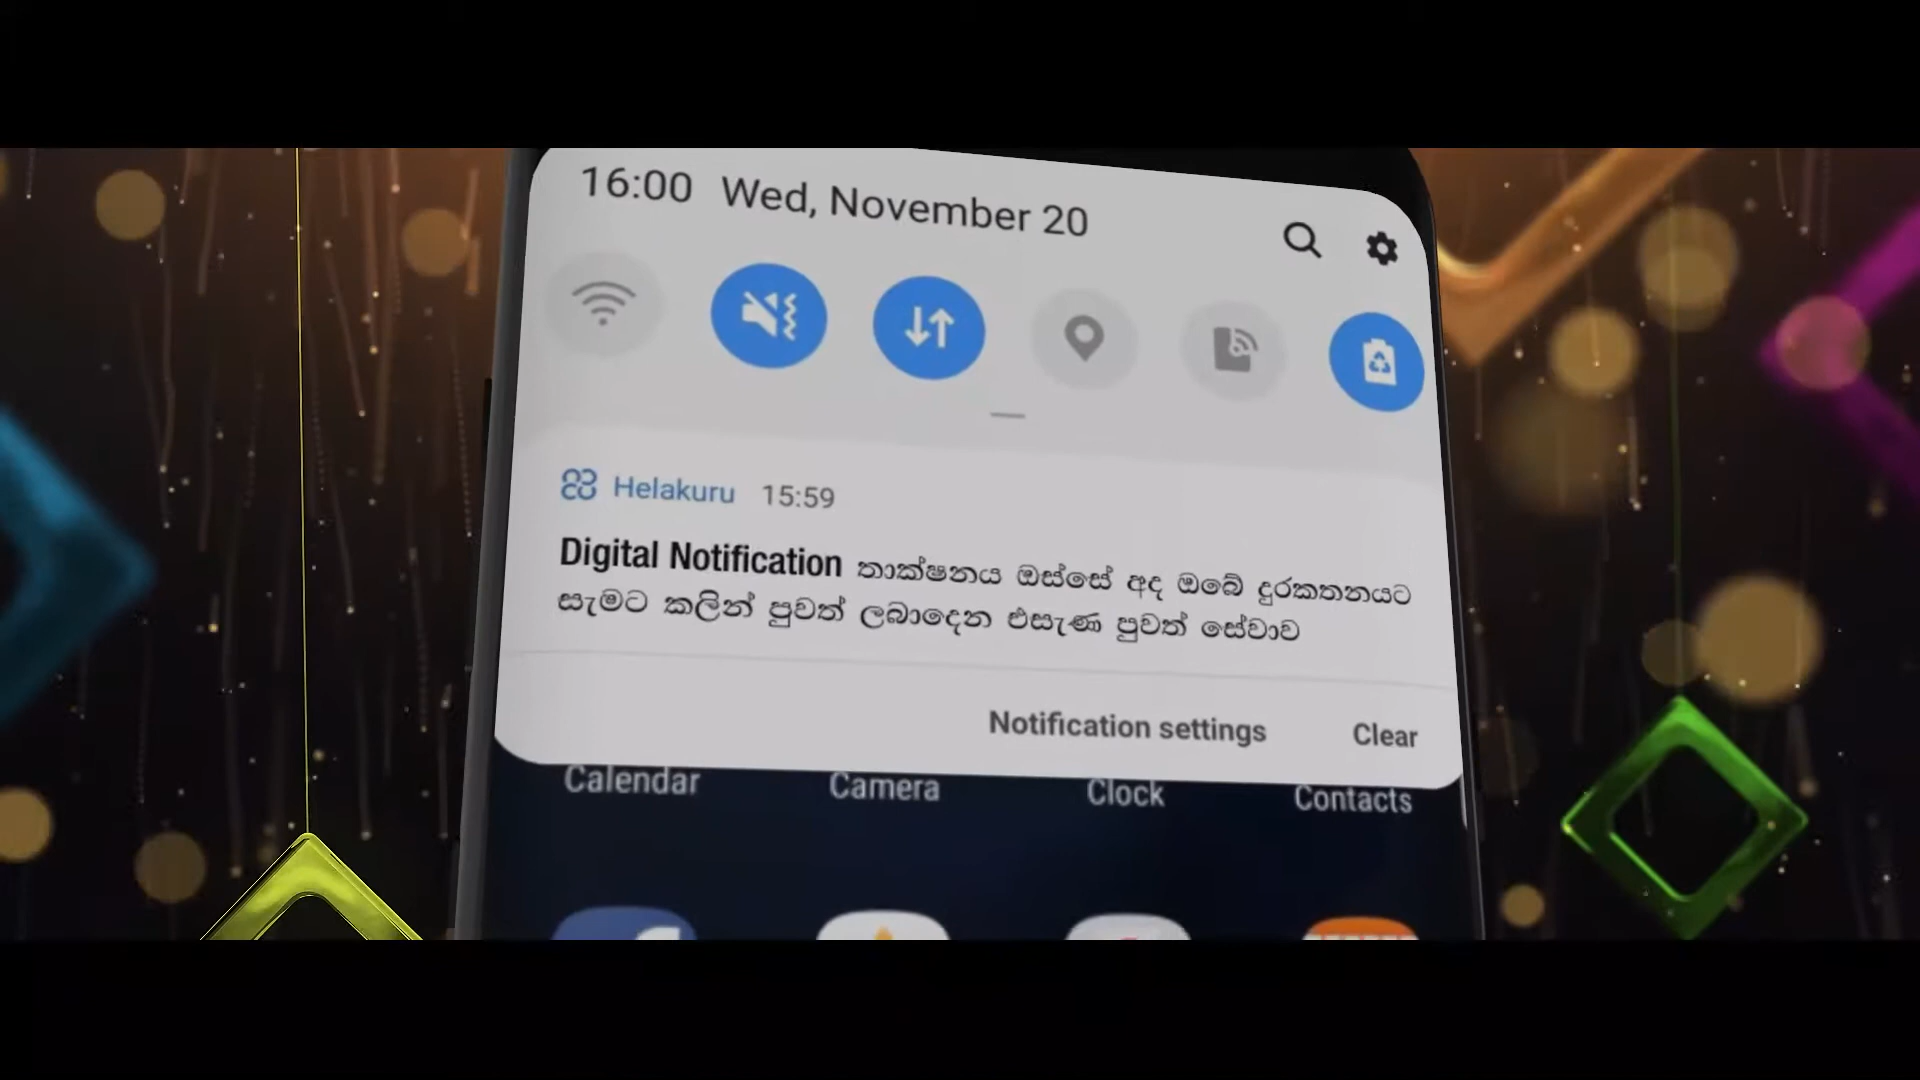 16:00 Wed, November 20
Helakuru 15:59
Digital Notification තාක්ෂනය ඔස්සේ අද ඔබේ දුරකතනයට
සැමට කලින් පුවත් ලබාදෙන එසැණ පුවත් සේවාව
Notification settings Clear
Calendar Camera Clock Contacts